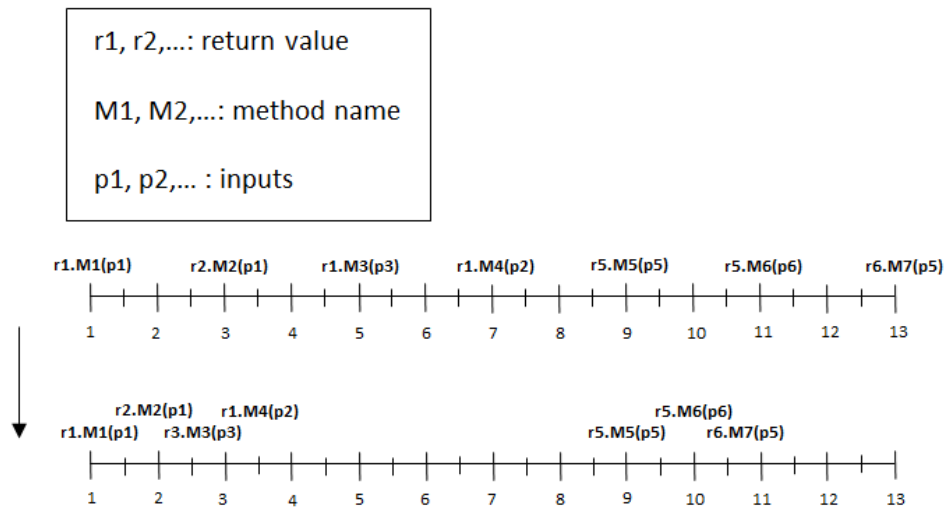 r1, r2,...: return value
M1, M2,...: method name
p1, p2,... : inputs
r1.M1(p1) r2.M2(p1) r1.M3(p3) r1.M4(p2) r5.M5(p5) r5.M6(p6) r6.M7(p5)
1 2 3 4 5 6 7 8 9 10 11 12 13
r2.M2(p1) r1.M4(p2) r5.M6(p6)
r1.M1(p1) r3.M3(p3) r5.M5(p5) r6.M7(p5)
1 2 3 4 5 6 7 8 9 10 11 12 13